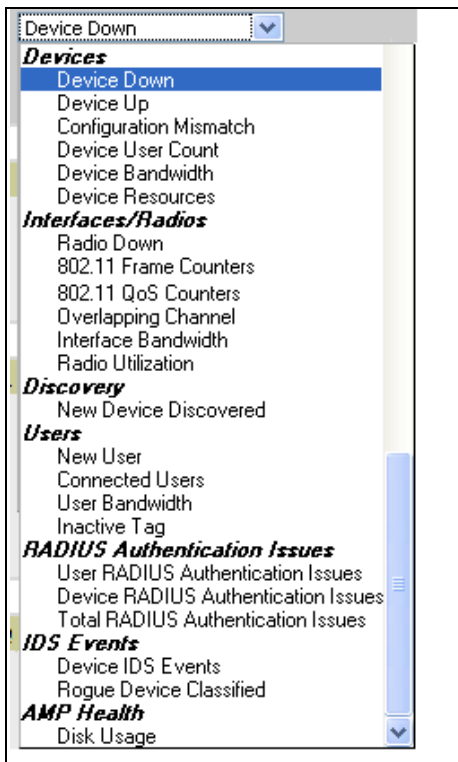 Device Down
Devices
Device Down
Device Up
Configuration Mismatch
Device User Count
Device Bandwidth
Device Resources
Interfaces/Radios
Radio Down
802.11 Frame Counters
802.11 QoS Counters
Overlapping Channel
Interface Bandwidth
Radio Utilization
Discovery
New Device Discovered
Users
New User
Connected Users
User Bandwidth
Inactive Tag
RADIUS Authentication Issues
User RADIUS Authentication Issues
Device RADIUS Authentication Issues
Total RADIUS Authentication Issues
IDS Events
Device IDS Events
Rogue Device Classified
AMP Health
Disk Usage